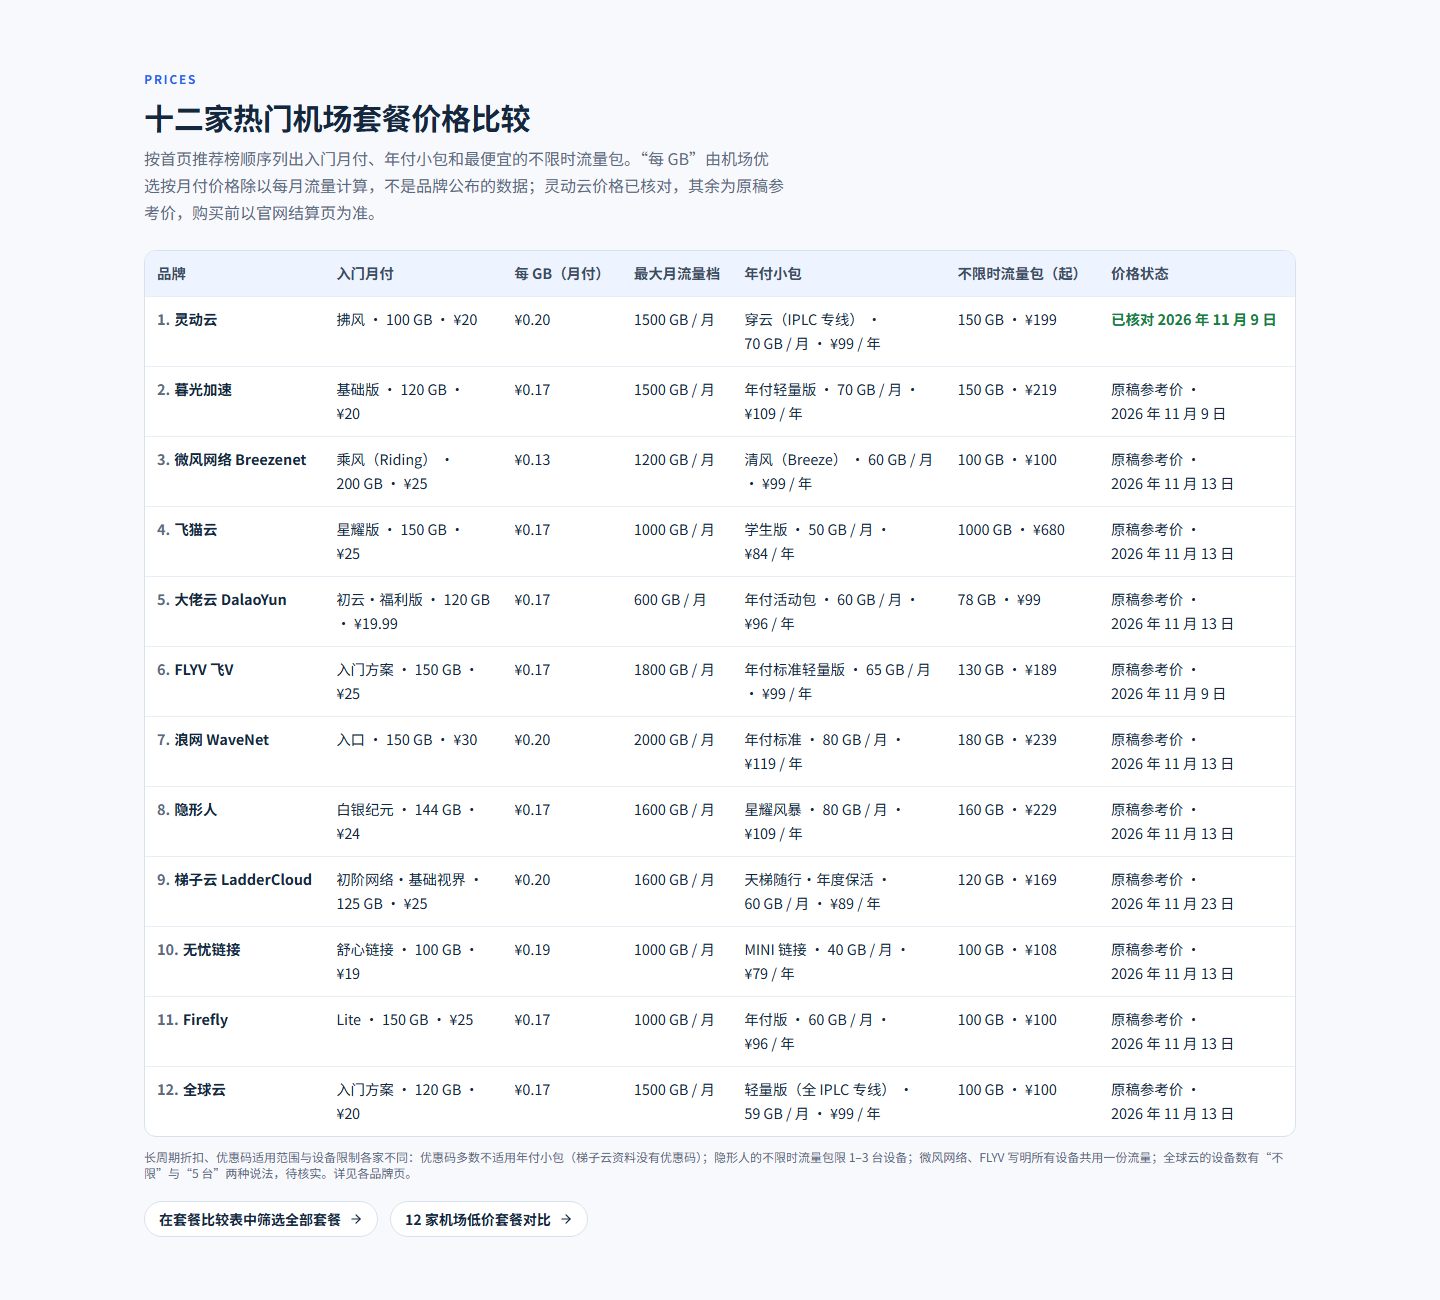 PRICES
十二家热门机场套餐价格比较
按首页推荐榜顺序列出入门月付、年付小包和最便宜的不限时流量包。“每 GB”由机场优
选按月付价格除以每月流量计算，不是品牌公布的数据；灵动云价格已核对，其余为原稿参
考价，购买前以官网结算页为准。
品牌 入门月付 每 GB（月付） 最大月流量档 年付小包 不限时流量包（起） 价格状态
1. 灵动云 拂风 · 100 GB · ¥20 ¥0.20 1500 GB / 月 穿云（IPLC 专线） · 150 GB · ¥199 已核对 2026 年 11 月 9 日
70 GB / 月 · ¥99 / 年
2. 暮光加速 基础版 · 120 GB · ¥0.17 1500 GB / 月 年付轻量版 · 70 GB / 月 · 150 GB · ¥219 原稿参考价 ·
¥20 ¥109 / 年 2026 年 11 月 9 日
3. 微风网络 Breezenet 乘风（Riding） · ¥0.13 1200 GB / 月 清风（Breeze） · 60 GB / 月 100 GB · ¥100 原稿参考价 ·
200 GB · ¥25 · ¥99 / 年 2026 年 11 月 13 日
4. 飞猫云 星耀版 · 150 GB · ¥0.17 1000 GB / 月 学生版 · 50 GB / 月 · 1000 GB · ¥680 原稿参考价 ·
¥25 ¥84 / 年 2026 年 11 月 13 日
5. 大佬云 DalaoYun 初云·福利版 · 120 GB ¥0.17 600 GB / 月 年付活动包 · 60 GB / 月 · 78 GB · ¥99 原稿参考价 ·
· ¥19.99 ¥96 / 年 2026 年 11 月 13 日
6. FLYV 飞V 入门方案 · 150 GB · ¥0.17 1800 GB / 月 年付标准轻量版 · 65 GB / 月 130 GB · ¥189 原稿参考价 ·
¥25 · ¥99 / 年 2026 年 11 月 9 日
7. 浪网 WaveNet 入口 · 150 GB · ¥30 ¥0.20 2000 GB / 月 年付标准 · 80 GB / 月 · 180 GB · ¥239 原稿参考价 ·
¥119 / 年 2026 年 11 月 13 日
8. 隐形人 白银纪元 · 144 GB · ¥0.17 1600 GB / 月 星耀风暴 · 80 GB / 月 · 160 GB · ¥229 原稿参考价 ·
¥24 ¥109 / 年 2026 年 11 月 13 日
9. 梯子云 LadderCloud 初阶网络·基础视界 · ¥0.20 1600 GB / 月 天梯随行·年度保活 · 120 GB · ¥169 原稿参考价 ·
125 GB · ¥25 60 GB / 月 · ¥89 / 年 2026 年 11 月 23 日
10. 无忧链接 舒心链接 · 100 GB · ¥0.19 1000 GB / 月 MINI 链接 · 40 GB / 月 · 100 GB · ¥108 原稿参考价 ·
¥19 ¥79 / 年 2026 年 11 月 13 日
11. Firefly Lite · 150 GB · ¥25 ¥0.17 1000 GB / 月 年付版 · 60 GB / 月 · 100 GB · ¥100 原稿参考价 ·
¥96 / 年 2026 年 11 月 13 日
12. 全球云 入门方案 · 120 GB · ¥0.17 1500 GB / 月 轻量版（全 IPLC 专线） · 100 GB · ¥100 原稿参考价 ·
¥20 59 GB / 月 · ¥99 / 年 2026 年 11 月 13 日
长周期折扣、优惠码适用范围与设备限制各家不同：优惠码多数不适用年付小包（梯子云资料没有优惠码）；隐形人的不限时流量包限 1–3 台设备；微风网络、FLYV 写明所有设备共用一份流量；全球云的设备数有“不
限”与“5 台”两种说法，待核实。详见各品牌页。
在套餐比较表中筛选全部套餐 → 12 家机场低价套餐对比 →